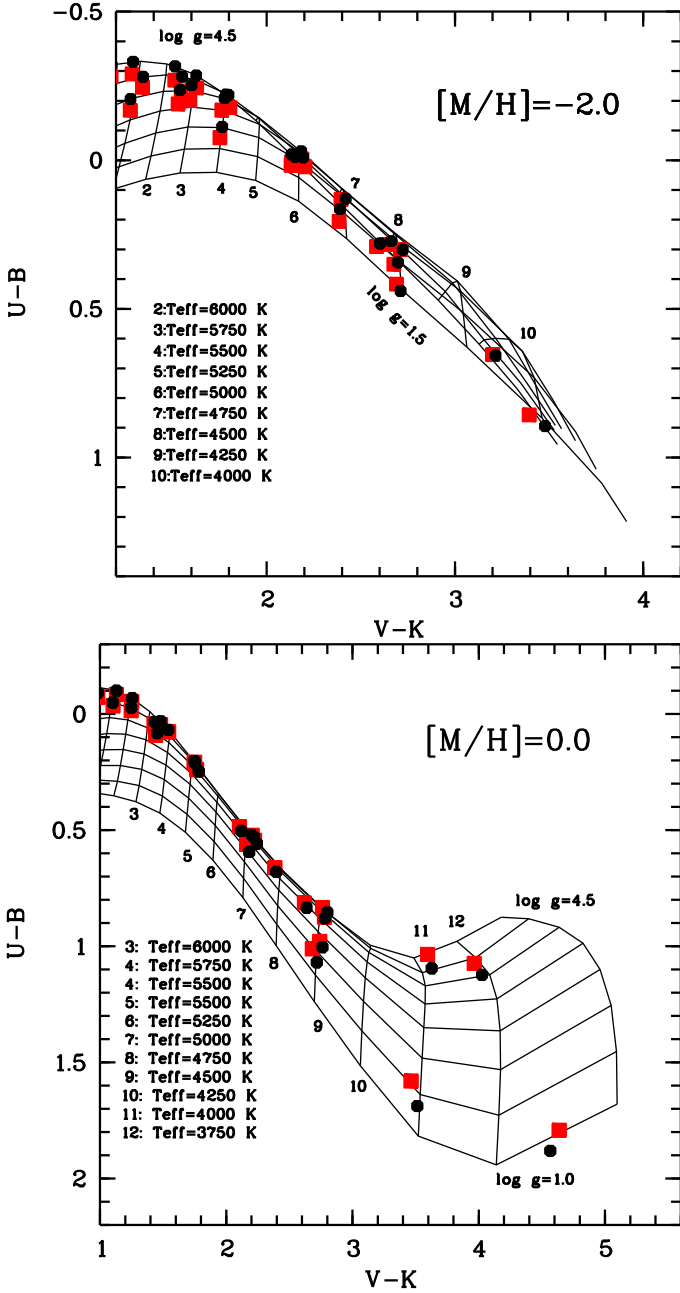 −0.5
log g=4.5
[M/H]=−2.0
0
2 3 4 5 6 7 8 9 10
U−B
log g=1.5
0.5
2:Teff=6000 K
3:Teff=5750 K
4:Teff=5500 K
5:Teff=5250 K
6:Teff=5000 K
7:Teff=4750 K
8:Teff=4500 K
9:Teff=4250 K
10:Teff=4000 K
1
2 3 4
V−K
0
[M/H]=0.0
0.5
3 4 5 6 7 8 9 10 11 12
log g=4.5
U−B
1
3: Teff=6000 K
4: Teff=5750 K
4: Teff=5500 K
5: Teff=5500 K
6: Teff=5250 K
7: Teff=5000 K
8: Teff=4750 K
9: Teff=4500 K
10: Teff=4250 K
11: Teff=4000 K
12: Teff=3750 K
1.5
2
log g=1.0
1 2 3 4 5
V−K